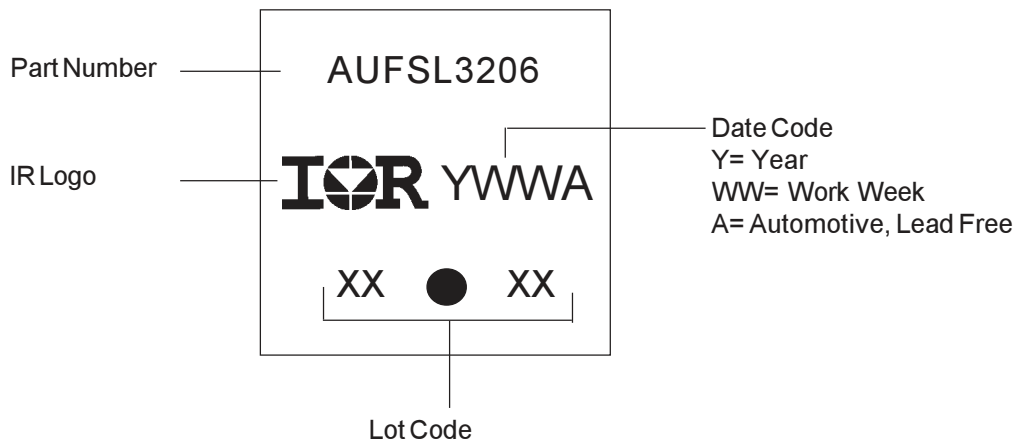 Part Number
AUFSL3206
IR Logo
IOR YWWA
Date Code
Y= Year
WW= Work Week
A= Automotive, Lead Free
XX XX
Lot Code